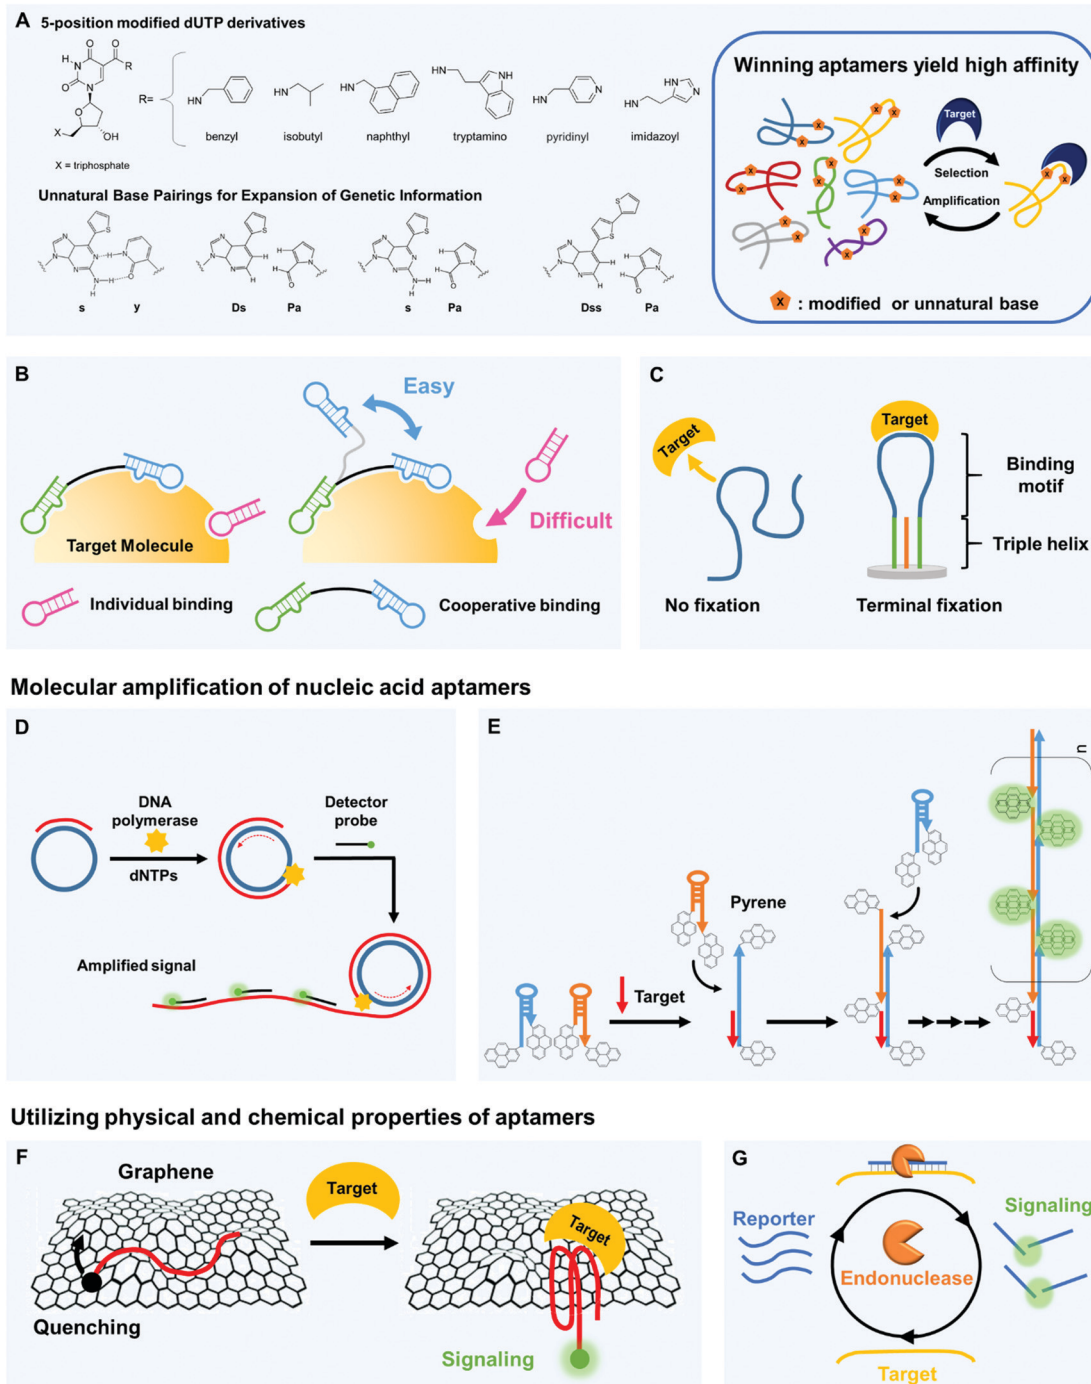 A 5-position modified dUTP derivatives
R=
benzyl isobutyl naphthyl tryptamino pyridinyl imidazoyl
X = triphosphate
Unnatural Base Pairings for Expansion of Genetic Information
s y Ds Pa s Pa Dss Pa
Winning aptamers yield high affinity
Target
Selection
Amplification
X : modified or unnatural base
B
Easy
Difficult
Target Molecule
Individual binding
Cooperative binding
C
Target
Target
Binding
motif
Triple helix
No fixation
Terminal fixation
Molecular amplification of nucleic acid aptamers
D
DNA
polymerase
dNTPs
Detector
probe
Amplified signal
E
Pyrene
Target
n
Utilizing physical and chemical properties of aptamers
F
Graphene
Target
Quenching
Target
Signaling
G
Reporter
Endonuclease
Signaling
Target